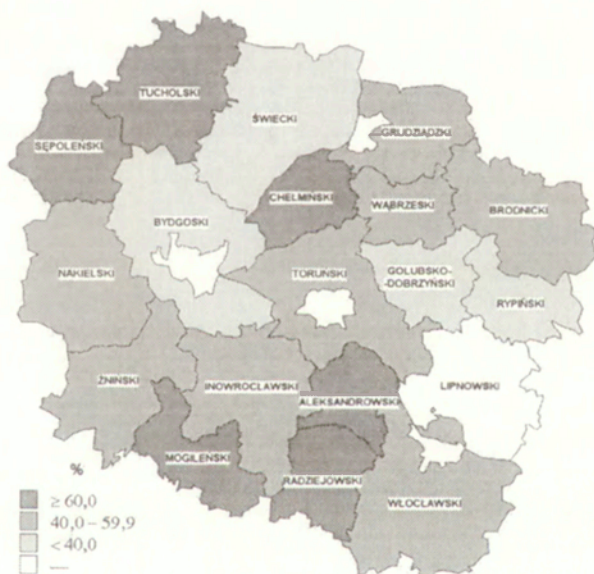 TUCHOLSKI
ŚWIECKI
SĘPOLEŃSKI
GRUDZIĄDZKI
CHEŁMIŃSKI
WĄBRZESKI
BRODNICKI
BYDGOSKI
NAKIELSKI
TORUŃSKI
GOLUBSKO-
-DOBRZYŃSKI
RYPIŃSKI
ŻNIŃSKI
INOWROCŁAWSKI
ALEKSANDROWSKI
LIPNOWSKI
MOGILEŃSKI
RADZIEJOWSKI
WŁOCŁAWSKI
%
≥ 60,0
40,0 – 59,9
< 40,0
—